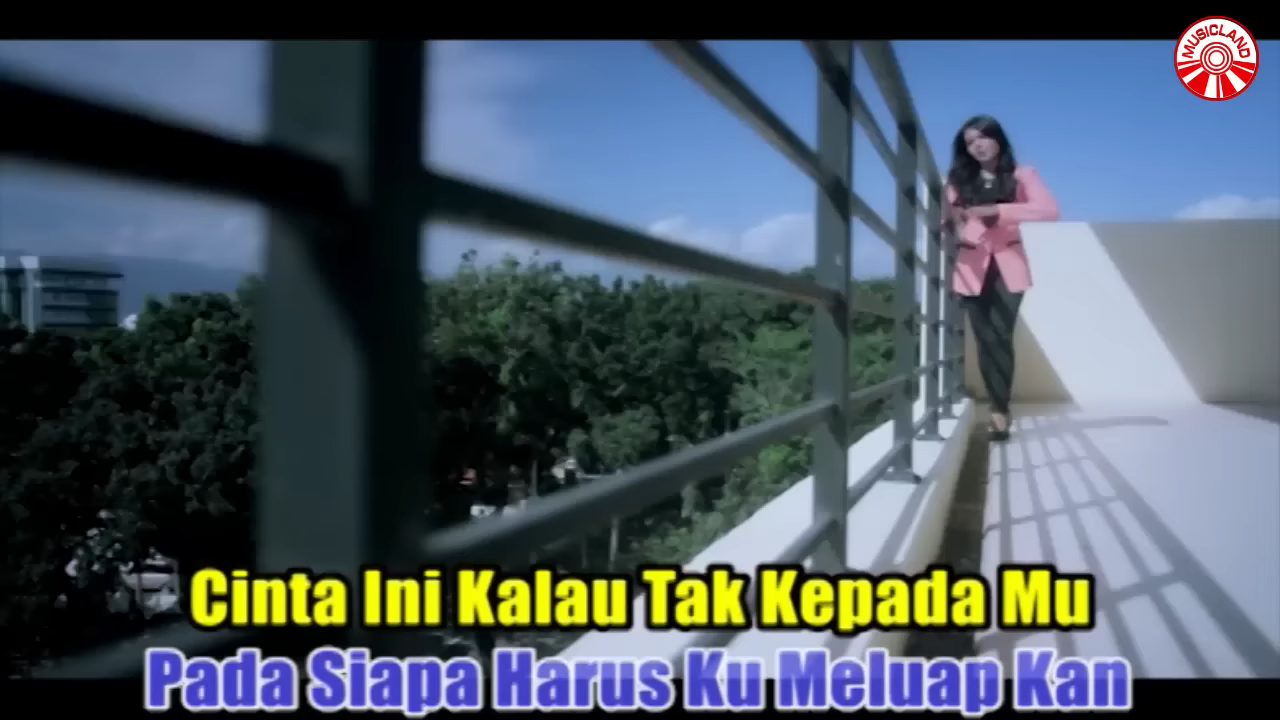 MUSICLAND
Cinta Ini Kalau Tak Kepada Mu
Pada Siapa Harus Ku Meluap Kan